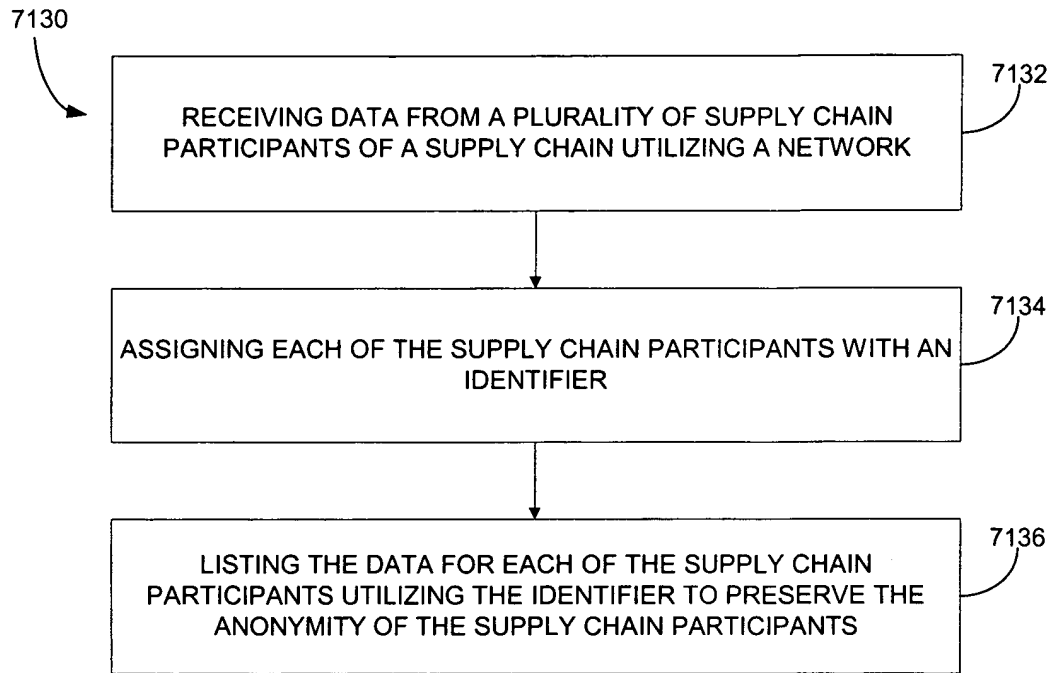 7130
7132
RECEIVING DATA FROM A PLURALITY OF SUPPLY CHAIN
PARTICIPANTS OF A SUPPLY CHAIN UTILIZING A NETWORK
7134
ASSIGNING EACH OF THE SUPPLY CHAIN PARTICIPANTS WITH AN
IDENTIFIER
7136
LISTING THE DATA FOR EACH OF THE SUPPLY CHAIN
PARTICIPANTS UTILIZING THE IDENTIFIER TO PRESERVE THE
ANONYMITY OF THE SUPPLY CHAIN PARTICIPANTS